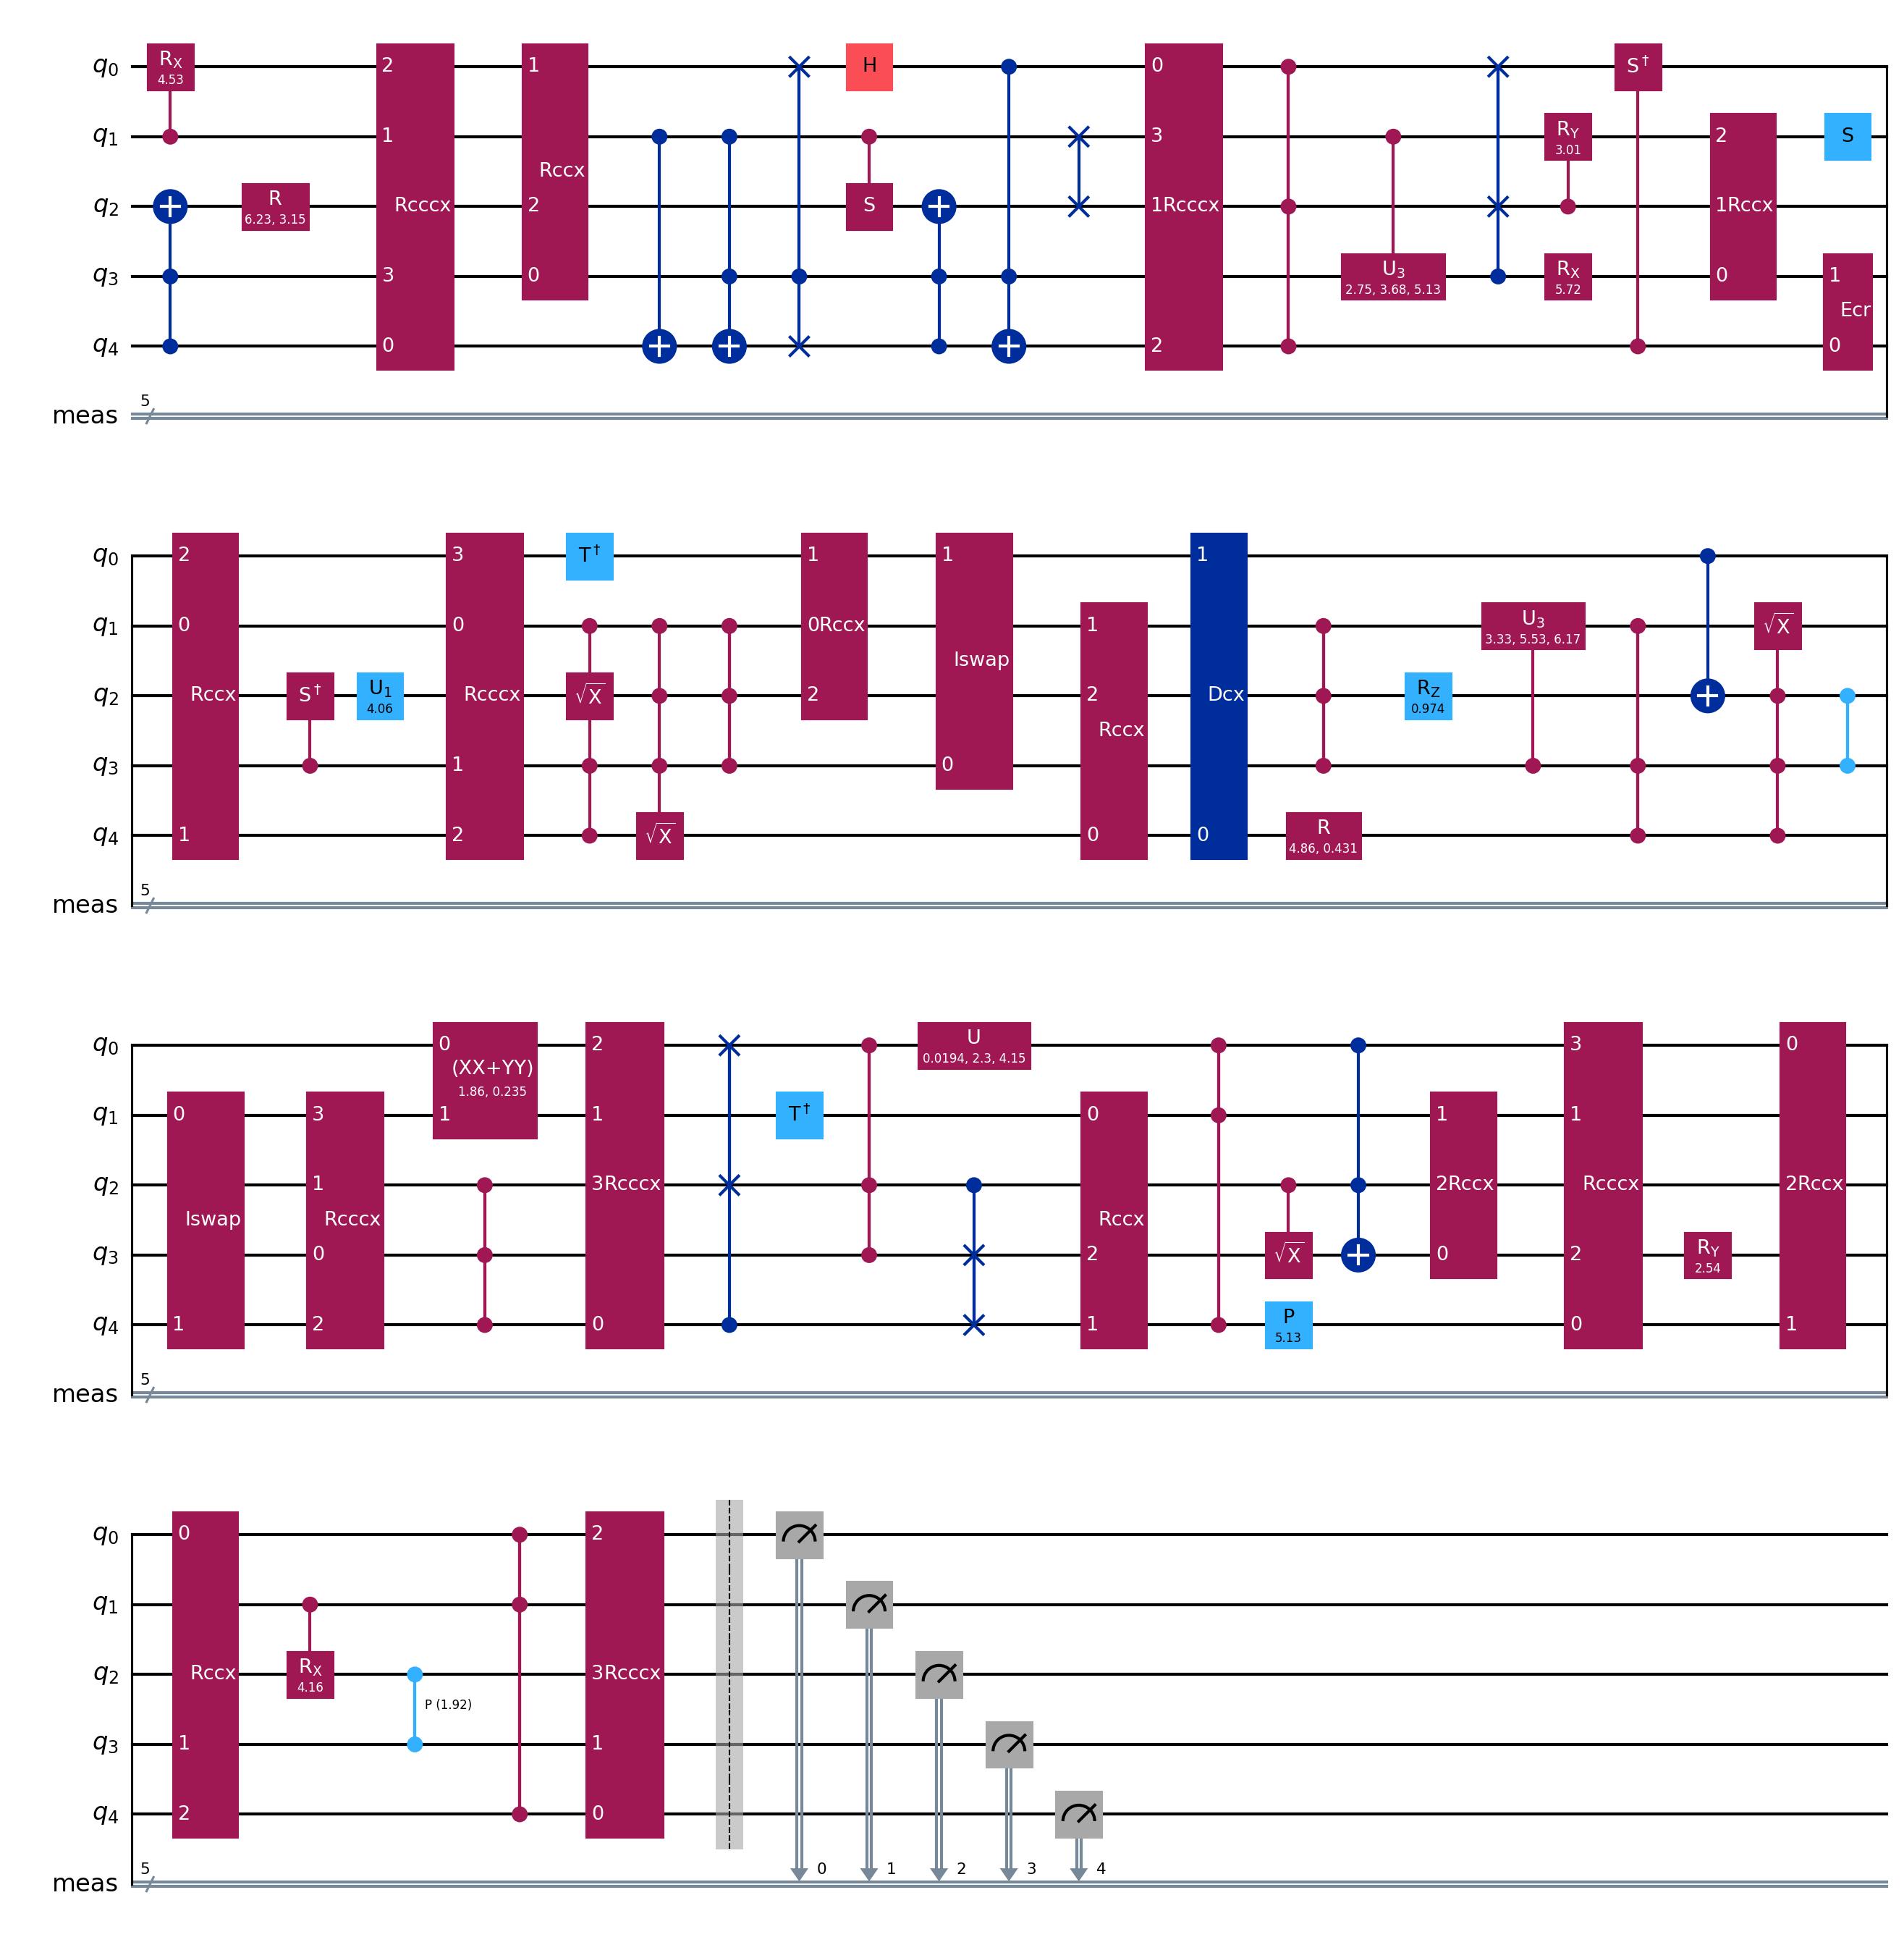 q0 RX 2 1 H 0 S†
4.53
q1 1 Rccx 3 RY 2 S
3.01
q2 R Rcccx 2 S 1Rcccx 1Rccx
6.23, 3.15
q3 3 0 U3 RX 0 1
2.75, 3.68, 5.13 5.72
Ecr
q4 0 2 0
5
meas
q0 2 3 T† 1 1 1
q1 0 0 0Rccx 1 U3 √X
3.33, 5.53, 6.17
Iswap
q2 Rccx S† U1 Rcccx √X 2 2 Dcx RZ
4.06 0.974
Rccx
q3 1 0
q4 1 2 √X 0 0 R
4.86, 0.431
5
meas
q0 0 2 U 3 0
0.0194, 2.3, 4.15
(XX+YY)
1.86, 0.235
q1 0 3 1 1 T† 0 1 1
q2 1 3Rcccx 2Rccx Rcccx 2Rccx
Iswap Rcccx Rccx
q3 0 2 √X 0 2 RY
2.54
q4 1 2 0 1 P 0 1
5.13
5
meas
q0 0 2
q1
q2 Rccx RX 3Rcccx
4.16
P (1.92)
q3 1 1
q4 2 0
5 0 1 2 3 4
meas